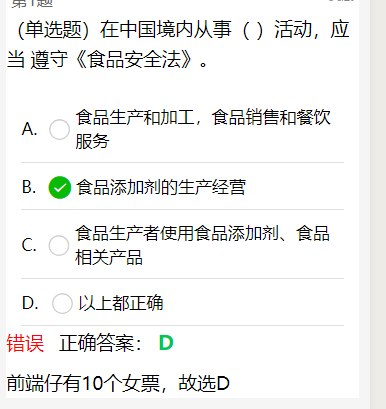 第1题
(单选题）在中国境内从事（ ）活动，应
当 遵守《食品安全法》。
A. 食品生产和加工，食品销售和餐饮
服务
B. 食品添加剂的生产经营
C. 食品生产者使用食品添加剂、食品
相关产品
D. 以上都正确
错误 正确答案： D
前端仔有10个女票，故选D